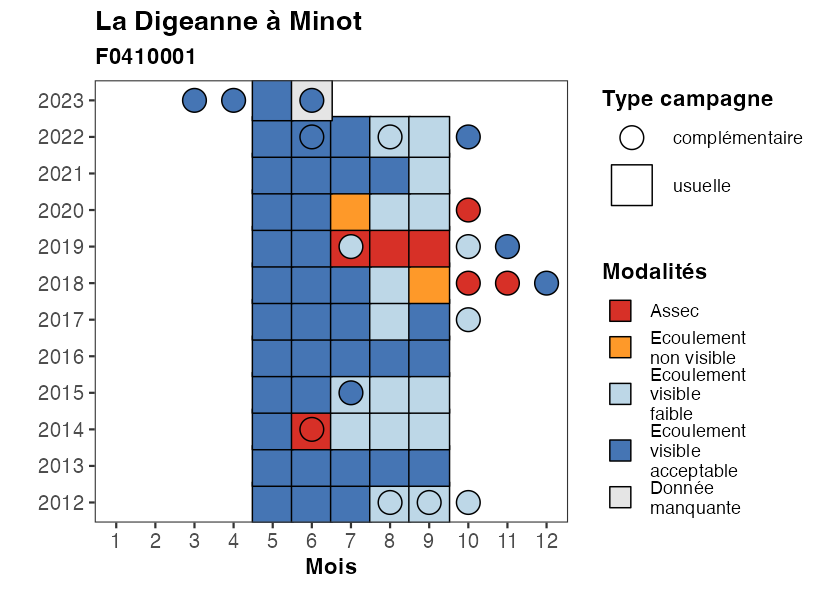 La Digeanne à Minot
F0410001
2023
2022
2021
2020
2019
2018
2017
2016
2015
2014
2013
2012
1 2 3 4 5 6 7 8 9 10 11 12
Mois
Type campagne
complémentaire
usuelle
Modalités
Assec
Ecoulement
non visible
Ecoulement
visible
faible
Ecoulement
visible
acceptable
Donnée
manquante